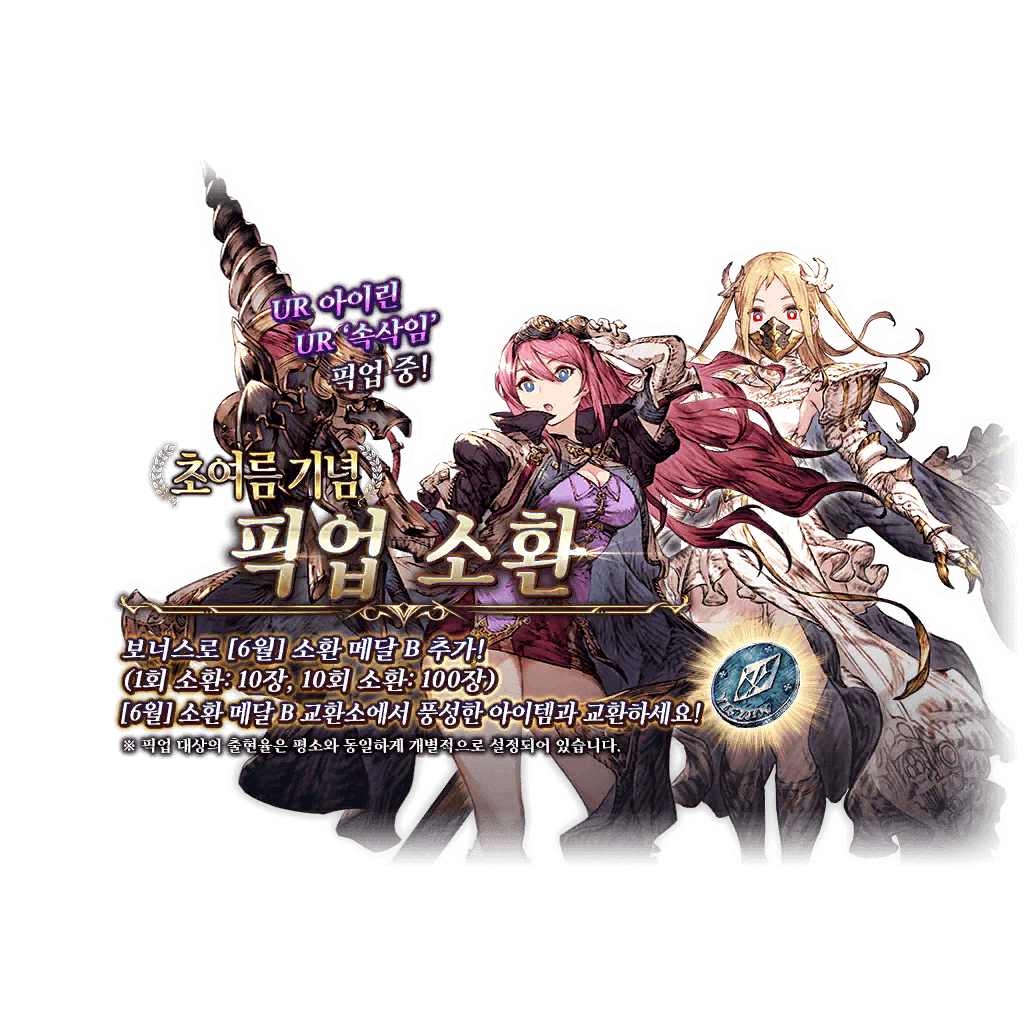 UR 아이린
UR ‘속삭임’
픽업 중!
초여름 기념
픽업 소환
보너스로 [6월] 소환 메달 B 추가!
(1회 소환: 10장, 10회 소환: 100장)
[6월] 소환 메달 B 교환소에서 풍성한 아이템과 교환하세요!
※ 픽업 대상의 출현율은 평소와 동일하게 개별적으로 설정되어 있습니다.